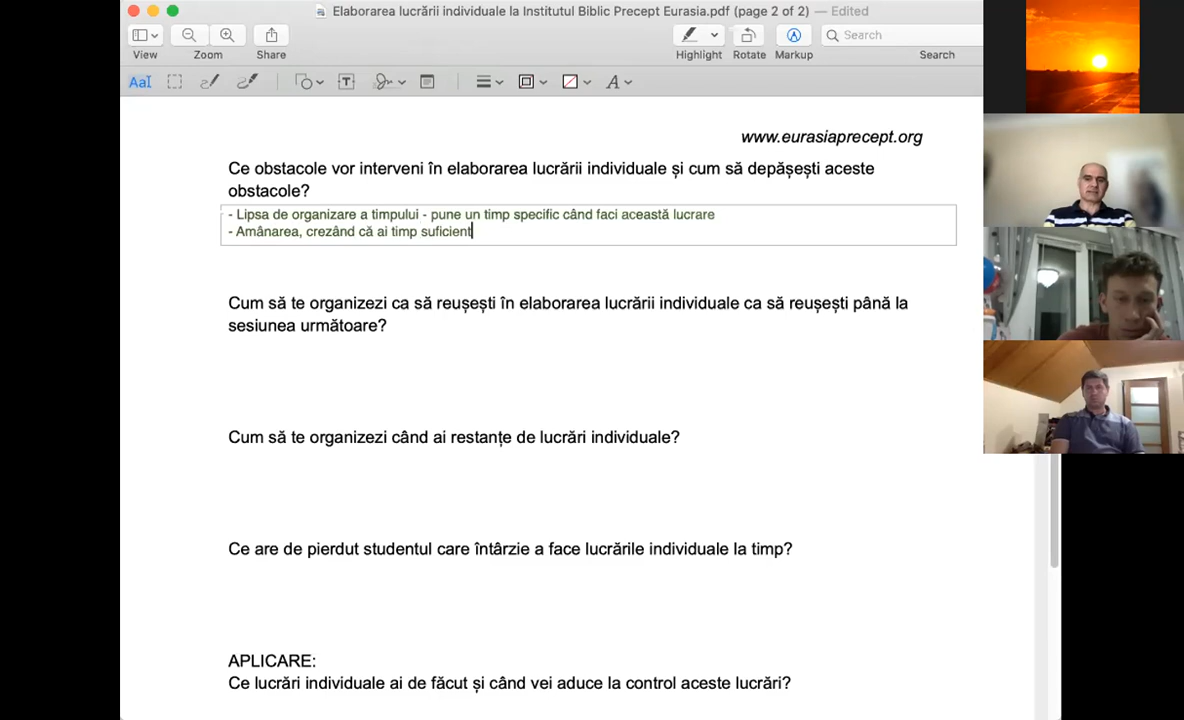 Elaborarea lucrării individuale la Institutul Biblic Precept Eurasia.pdf (page 2 of 2) — Edited
View
Zoom
Share
Highlight
Rotate
Markup
Search
Search
AaI
T
A
www.eurasiaprecept.org
Ce obstacole vor interveni în elaborarea lucrării individuale și cum să depășești aceste
obstacole?
- Lipsa de organizare a timpului - pune un timp specific când faci această lucrare
- Amânarea, crezând că ai timp suficient
Cum să te organizezi ca să reușești în elaborarea lucrării individuale ca să reușești până la
sesiunea următoare?
Cum să te organizezi când ai restanțe de lucrări individuale?
Ce are de pierdut studentul care întârzie a face lucrările individuale la timp?
APLICARE:
Ce lucrări individuale ai de făcut și când vei aduce la control aceste lucrări?